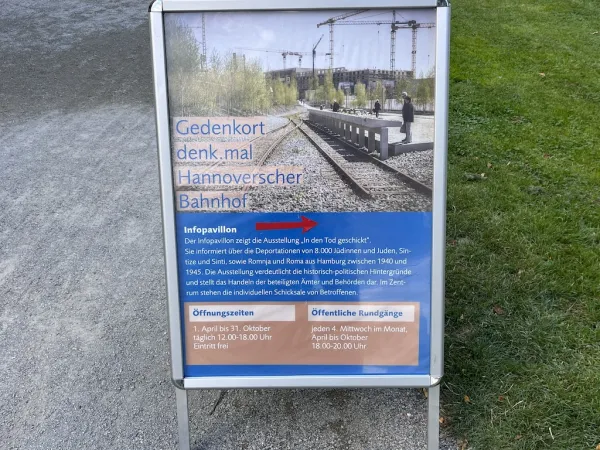 Gedenkort
denk.mal
Hannoverscher
Bahnhof
Infopavillon
Der Infopavillon zeigt die Ausstellung „In den Tod geschickt".
Sie informiert über die Deportationen von 8.000 Jüdinnen und Juden, Sin-
tize und Sinti, sowie Romnja und Roma aus Hamburg zwischen 1940 und
1945. Die Ausstellung verdeutlicht die historisch-politischen Hintergründe
und stellt das Handeln der beteiligten Ämter und Behörden dar. Im Zent-
rum stehen die individuellen Schicksale von Betroffenen.
Öffnungszeiten
1. April bis 31. Oktober
täglich 12.00-18.00 Uhr
Eintritt frei
Öffentliche Rundgänge
jeden 4. Mittwoch im Monat,
April bis Oktober
18.00-20.00 Uhr